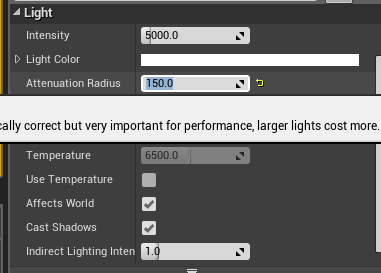 Light
Intensity 5000.0
Light Color
Attenuation Radius 150.0
cally correct but very important for performance, larger lights cost more.
Temperature 6500.0
Use Temperature
Affects World
Cast Shadows
Indirect Lighting Inten 1.0